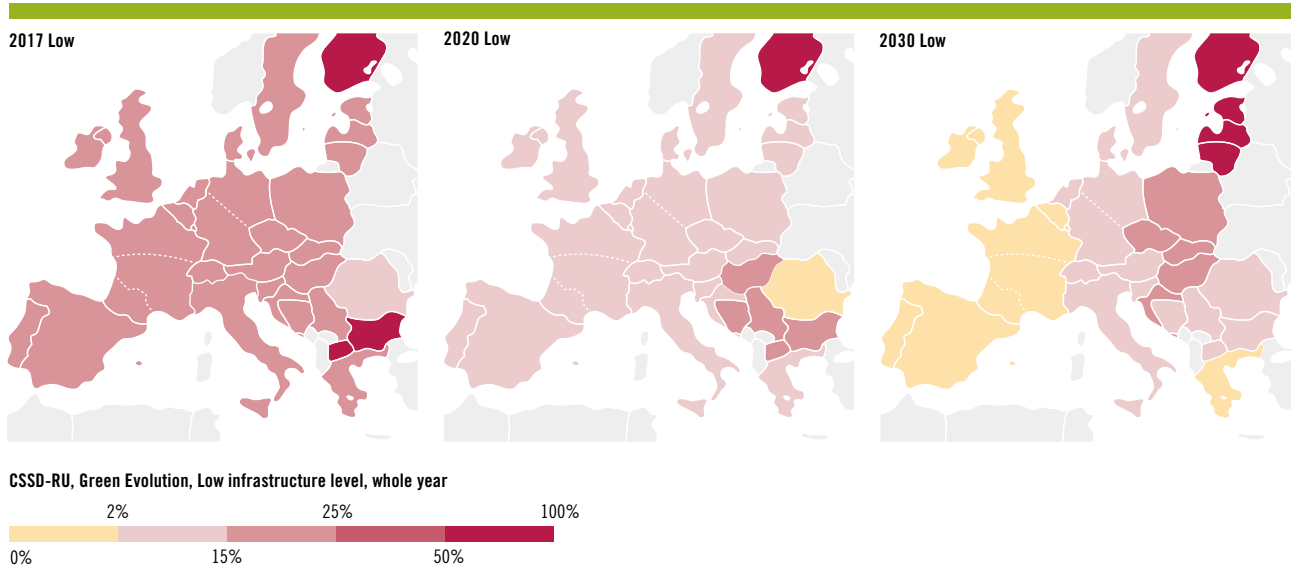 2017 Low
2020 Low
2030 Low
CSSD-RU, Green Evolution, Low infrastructure level, whole year
2% 25% 100%
0% 15% 50%